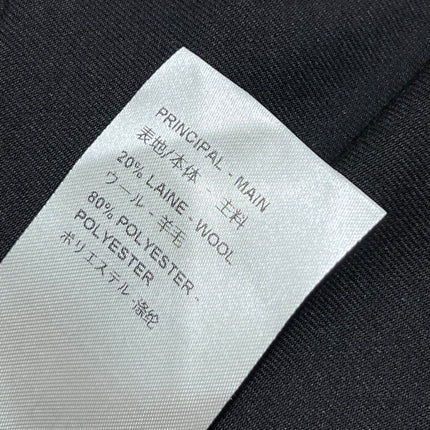 PRINCIPAL - MAIN
表地/本体 - 主料
20% LAINE - WOOL
ウール - 羊毛
80% POLYESTER -
POLYESTER
ポリエステル -涤纶